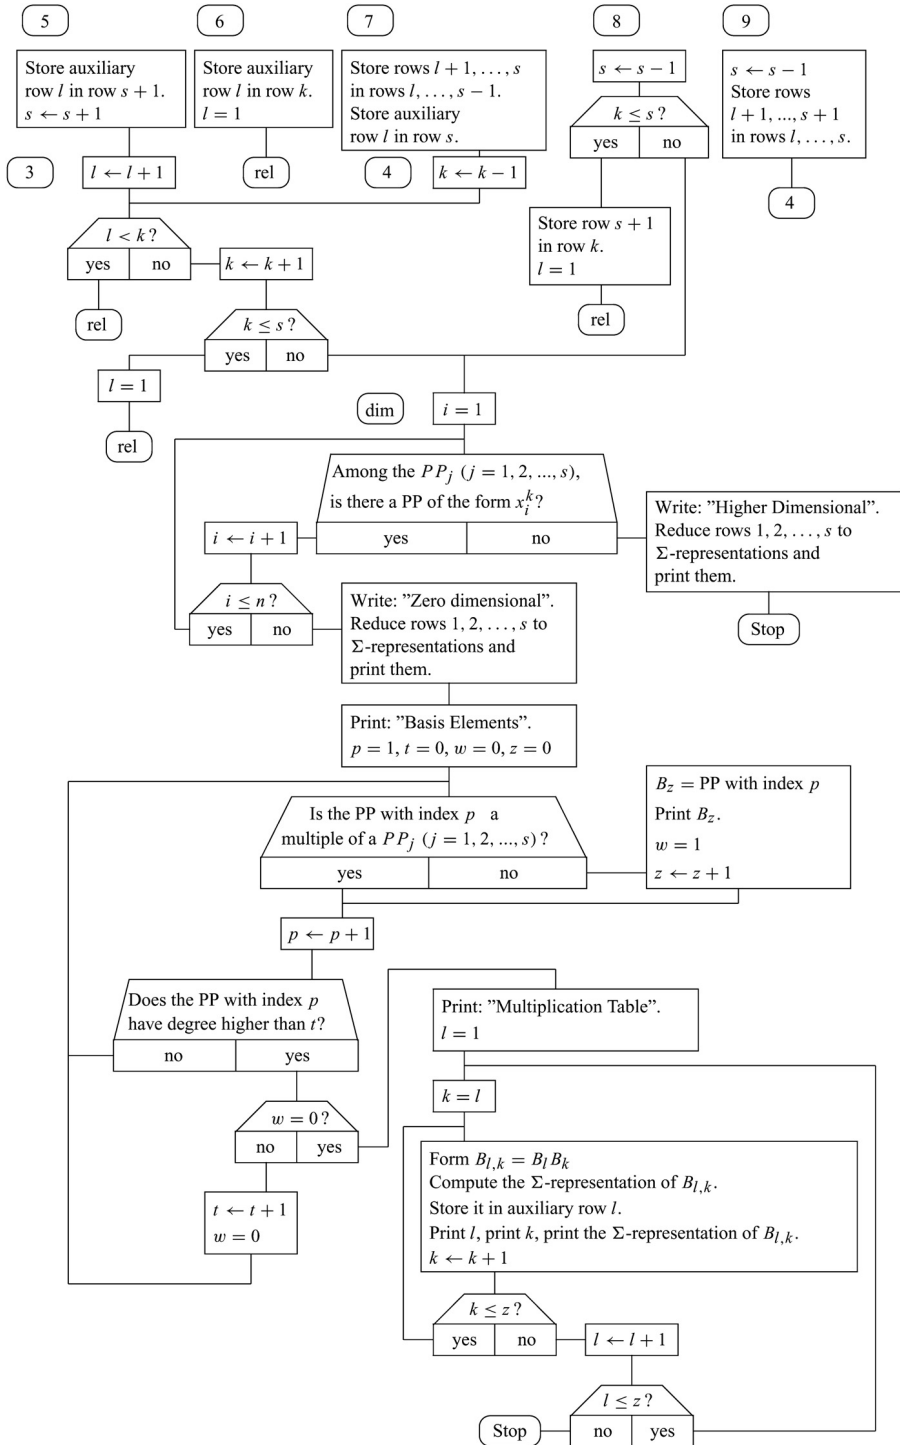 5
6
7
8
9
Store auxiliary
row l in row s + 1.
s ← s + 1
Store auxiliary
row l in row k.
l = 1
Store rows l + 1, . . . , s
in rows l, . . . , s − 1.
Store auxiliary
row l in row s.
s ← s − 1
k ≤ s?
yes
no
s ← s − 1
Store rows
l + 1, ..., s + 1
in rows l, . . . , s.
3
l ← l + 1
rel
4
k ← k − 1
4
l < k?
yes
no
k ← k + 1
Store row s + 1
in row k.
l = 1
rel
rel
k ≤ s?
yes
no
l = 1
rel
dim
i = 1
Among the PP_j (j = 1, 2, ..., s),
is there a PP of the form x_i^k?
yes
no
i ← i + 1
Write: ”Higher Dimensional”.
Reduce rows 1, 2, . . . , s to
Σ-representations and
print them.
Stop
i ≤ n?
yes
no
Write: ”Zero dimensional”.
Reduce rows 1, 2, . . . , s to
Σ-representations and
print them.
Print: ”Basis Elements”.
p = 1, t = 0, w = 0, z = 0
Is the PP with index p a
multiple of a PP_j (j = 1, 2, ..., s)?
yes
no
B_z = PP with index p
Print B_z.
w = 1
z ← z + 1
p ← p + 1
Does the PP with index p
have degree higher than t?
no
yes
w = 0?
no
yes
t ← t + 1
w = 0
Print: ”Multiplication Table”.
l = 1
k = l
Form B_{l,k} = B_l B_k
Compute the Σ-representation of B_{l,k}.
Store it in auxiliary row l.
Print l, print k, print the Σ-representation of B_{l,k}.
k ← k + 1
k ≤ z?
yes
no
l ← l + 1
l ≤ z?
no
yes
Stop